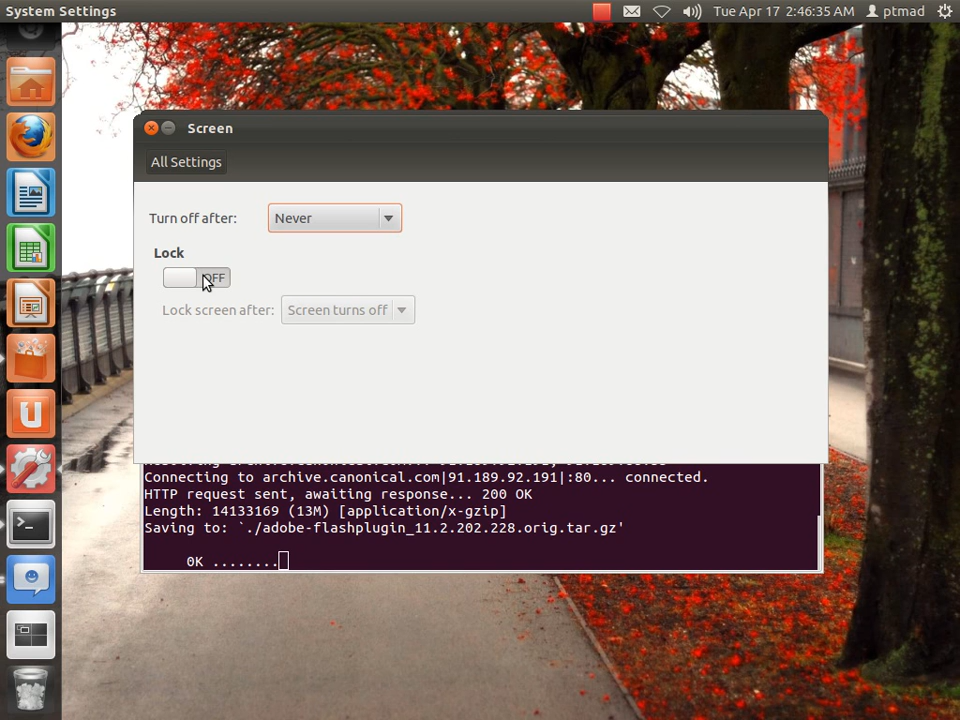 System Settings
Tue Apr 17 2:46:35 AM
ptmad
Screen
All Settings
Turn off after: Never
Lock
OFF
Lock screen after: Screen turns off
Connecting to archive.canonical.com|91.189.92.191|:80... connected.
HTTP request sent, awaiting response... 200 OK
Length: 14133169 (13M) [application/x-gzip]
Saving to: `./adobe-flashplugin_11.2.202.228.orig.tar.gz'
0K ........